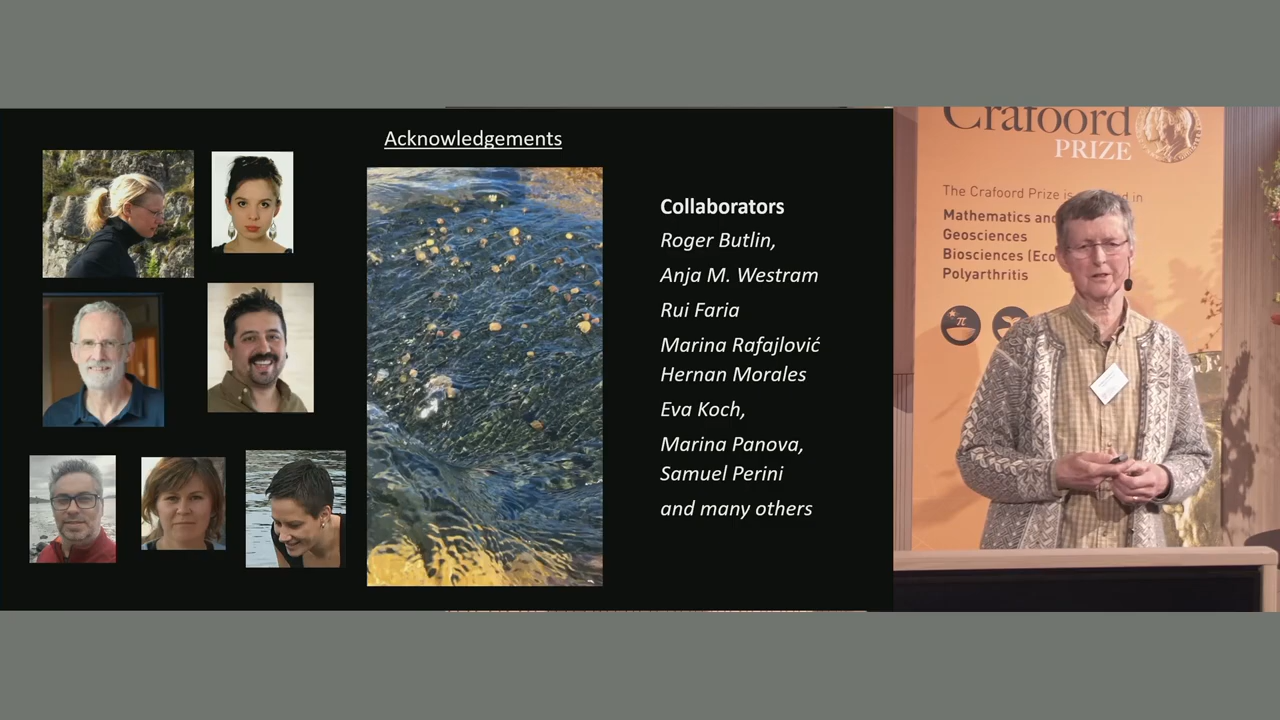 Acknowledgements
Collaborators
Roger Butlin,
Anja M. Westram
Rui Faria
Marina Rafajlović
Hernan Morales
Eva Koch,
Marina Panova,
Samuel Perini
and many others
Crafoord
PRIZE
The Crafoord Prize is in
Mathematics and
Geosciences
Biosciences (Eco
Polyarthritis
π